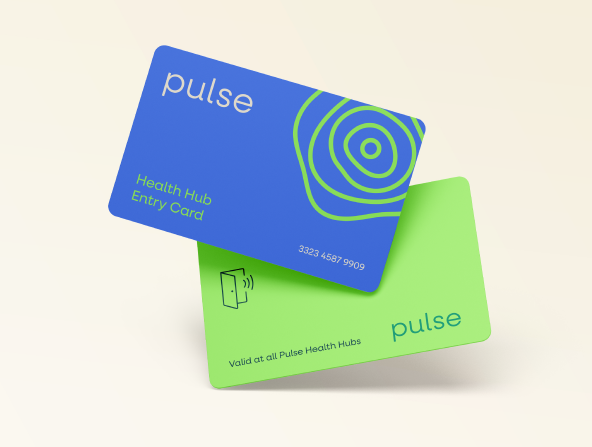 pulse
Health Hub
Entry Card
3323 4587 9909
pulse
Valid at all Pulse Health Hubs